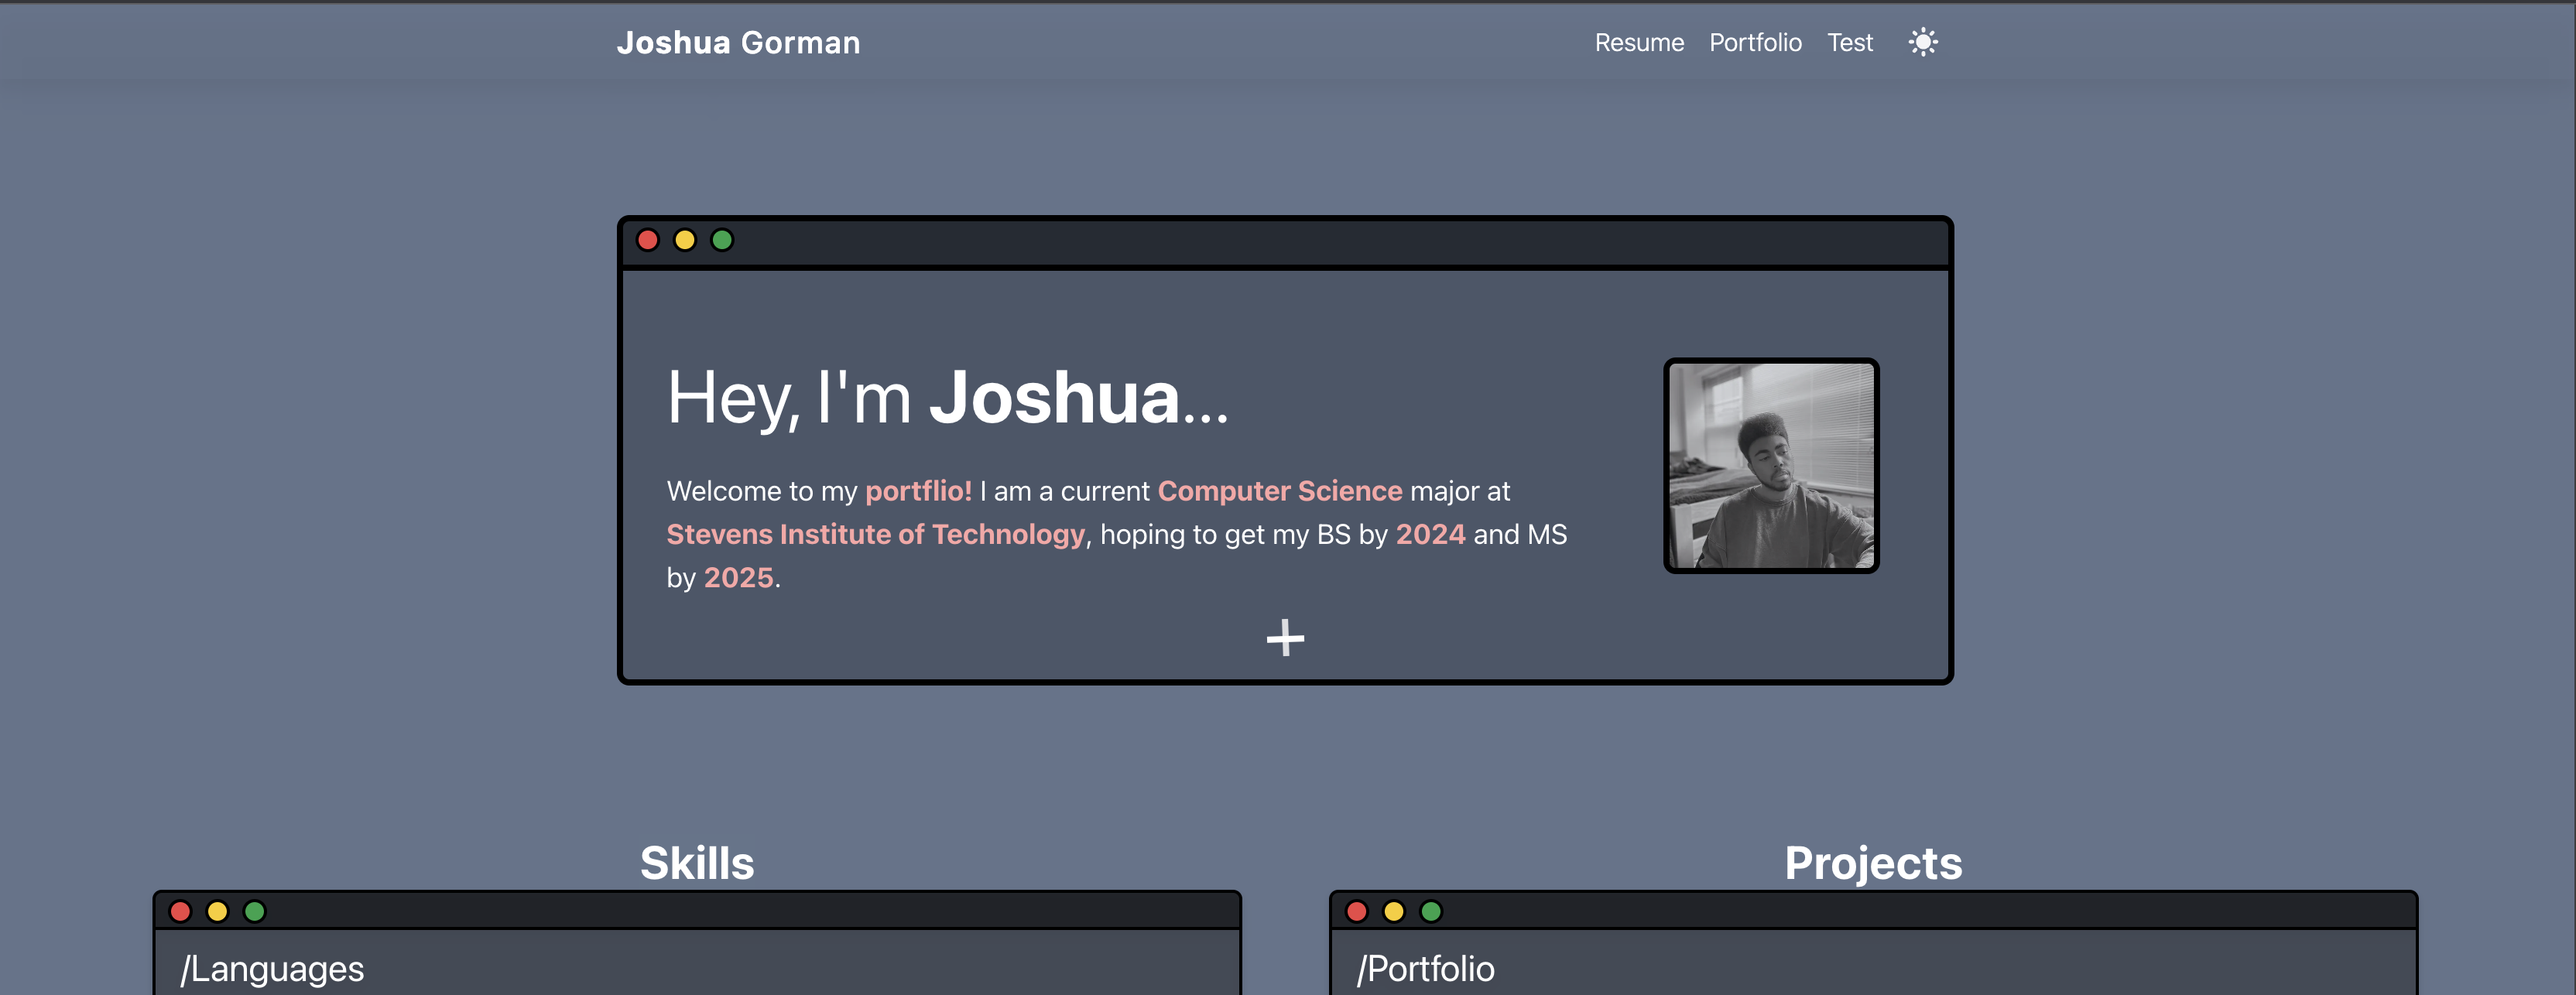 Joshua Gorman
Resume Portfolio Test
Hey, I'm Joshua...
Welcome to my portflio! I am a current Computer Science major at
Stevens Institute of Technology, hoping to get my BS by 2024 and MS
by 2025.
+
Skills
/Languages
Projects
/Portfolio